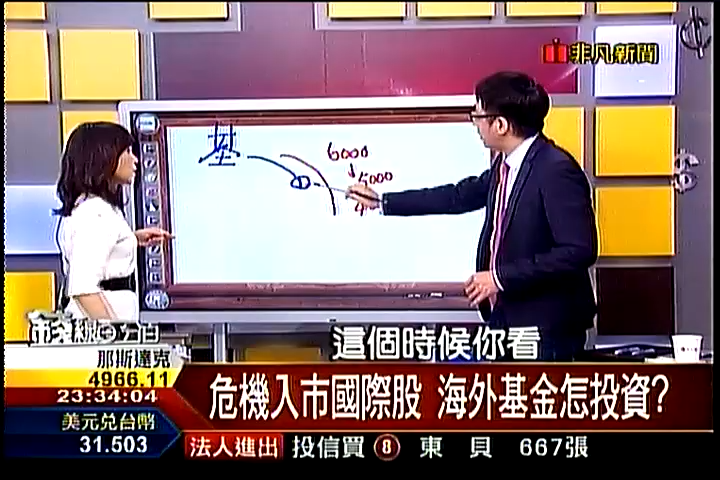 非凡新聞
基
6000
5000
這個時候你看
那斯達克
4966.11
23:34:04
危機入市國際股 海外基金怎投資?
美元兌台幣
31.503
法人進出 投信買 8 東貝 667張